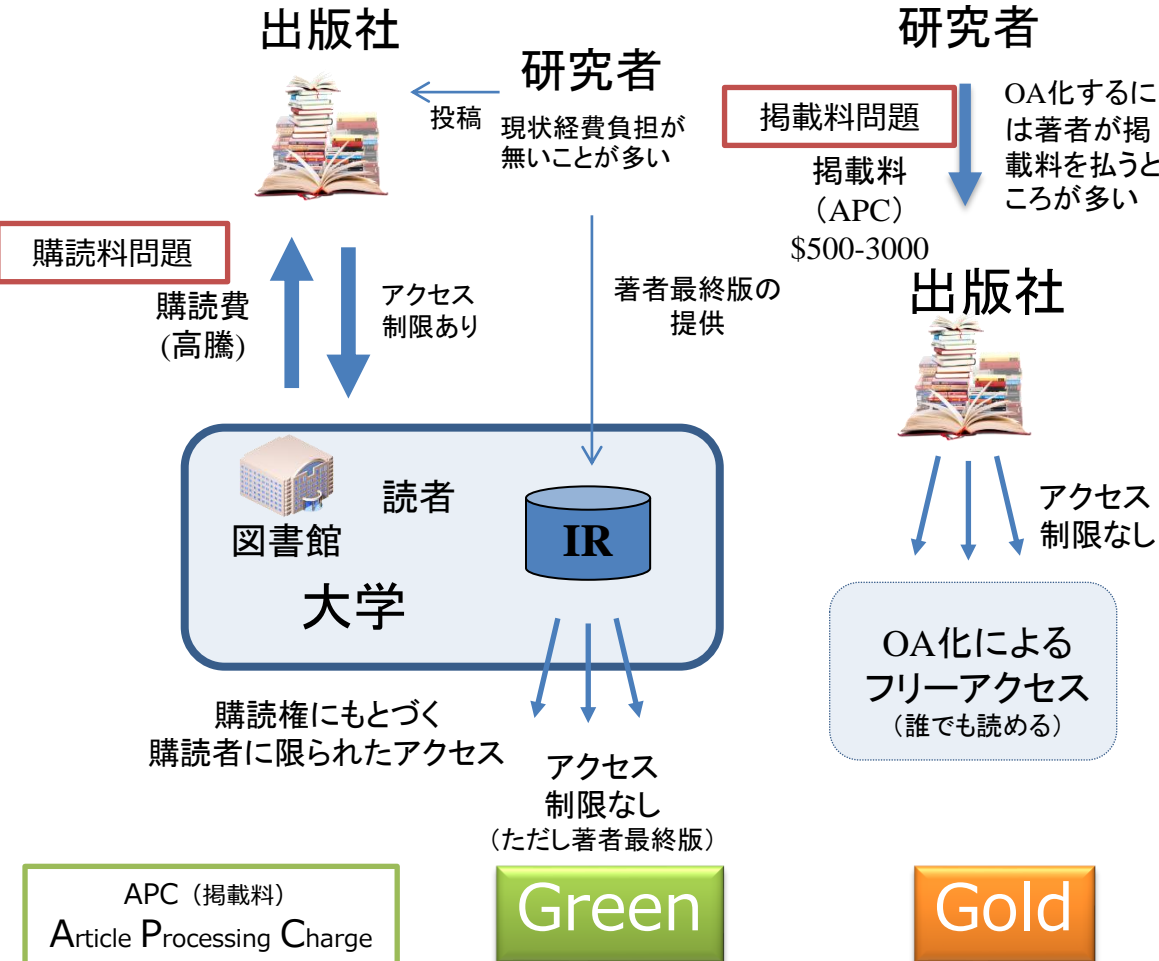 出版社
研究者
投稿
現状経費負担が
無いことが多い
購読料問題
購読費
(高騰)
アクセス
制限あり
著者最終版の
提供
図書館
読者
IR
大学
購読権にもとづく
購読者に限られたアクセス
アクセス
制限なし
（ただし著者最終版）
APC（掲載料）
Article Processing Charge
Green
研究者
掲載料問題
OA化するに
は著者が掲
載料を払うと
ころが多い
掲載料
（APC）
$500-3000
出版社
アクセス
制限なし
OA化による
フリーアクセス
（誰でも読める）
Gold